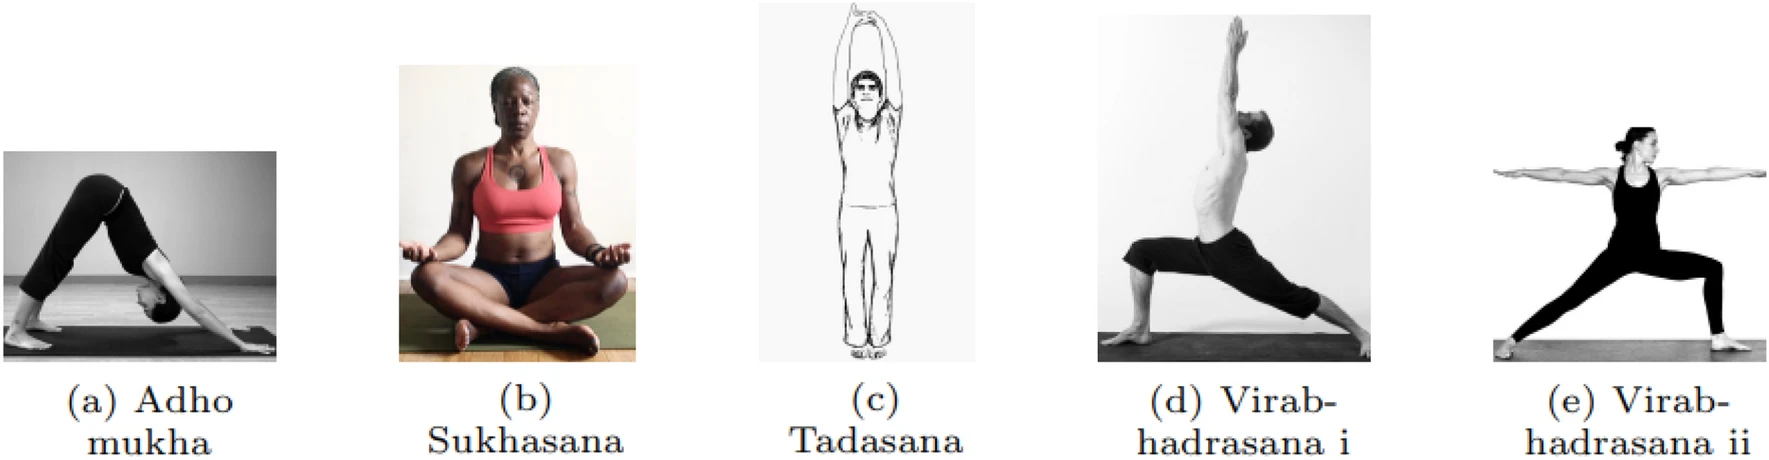 (a) Adho
mukha
(b)
Sukhasana
(c)
Tadasana
(d) Virab-
hadrasana i
(e) Virab-
hadrasana ii